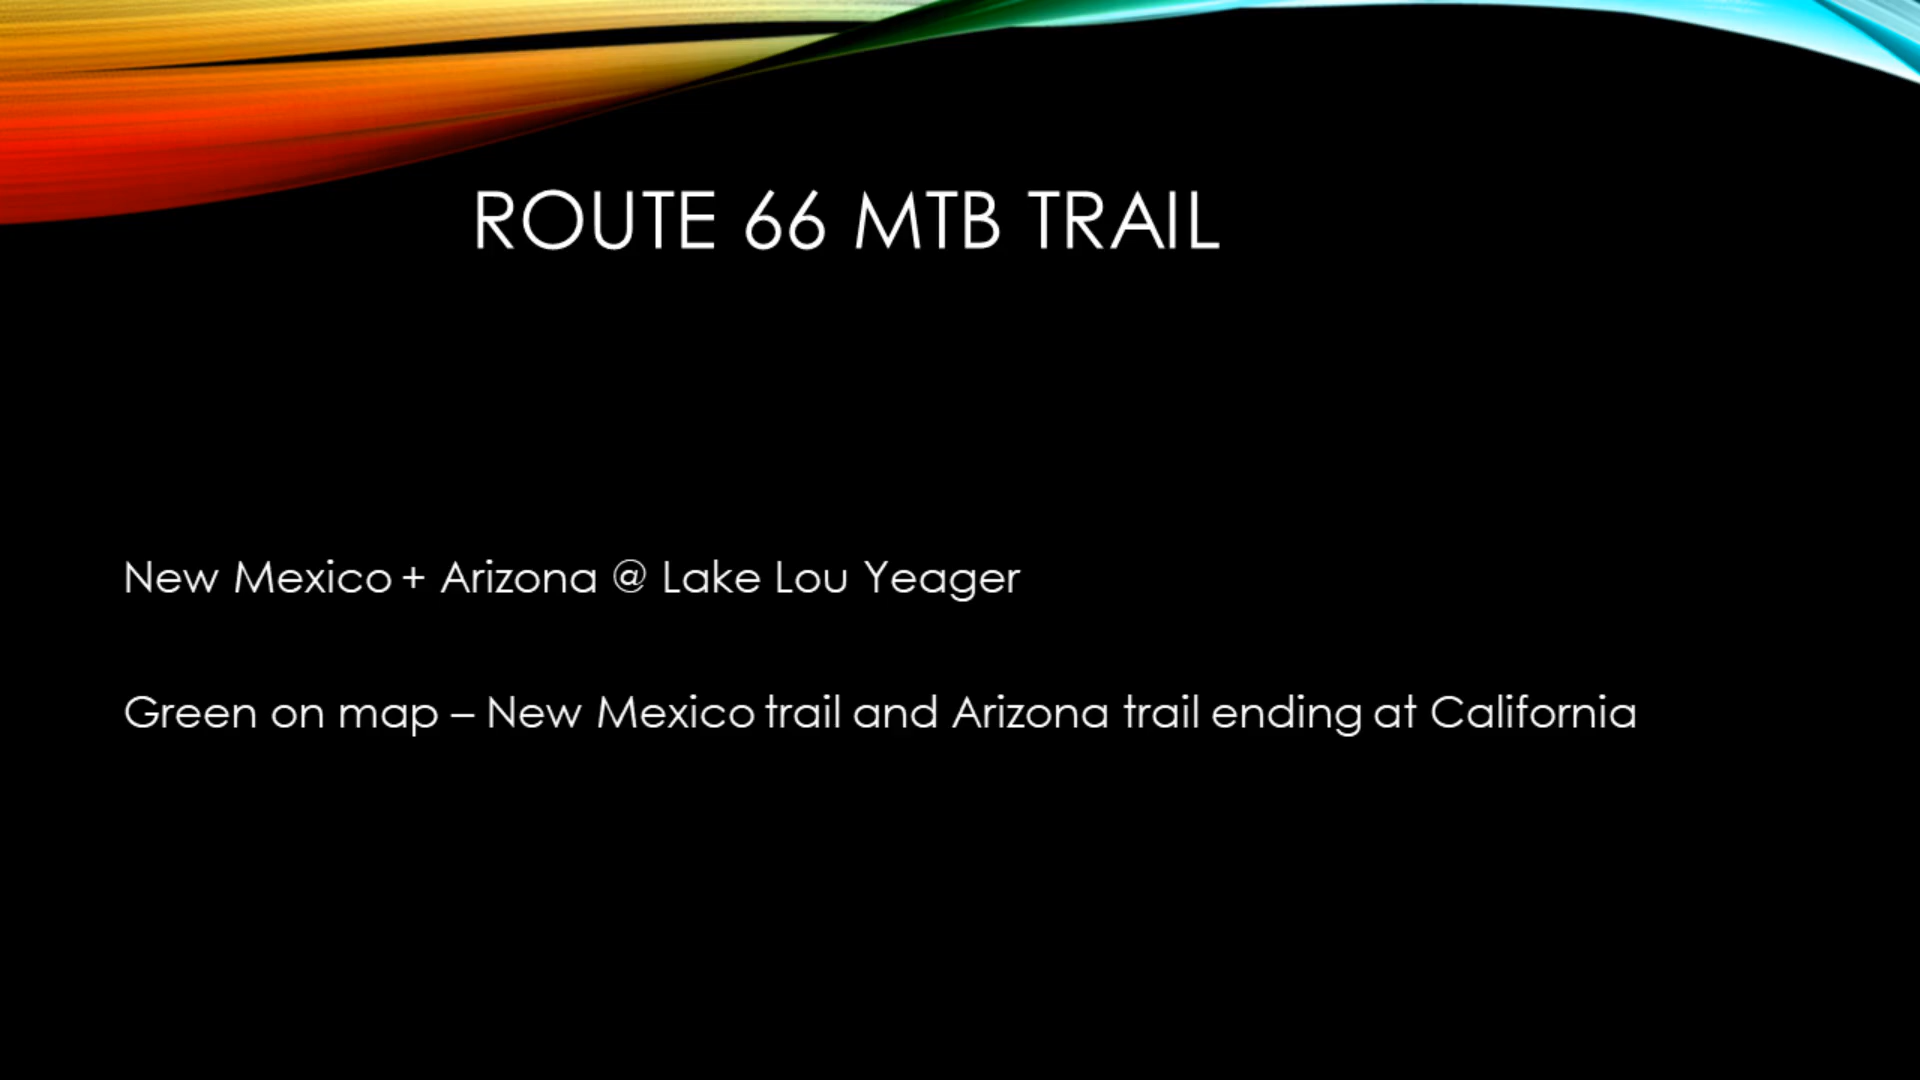 ROUTE 66 MTB TRAIL
New Mexico + Arizona @ Lake Lou Yeager
Green on map – New Mexico trail and Arizona trail ending at California